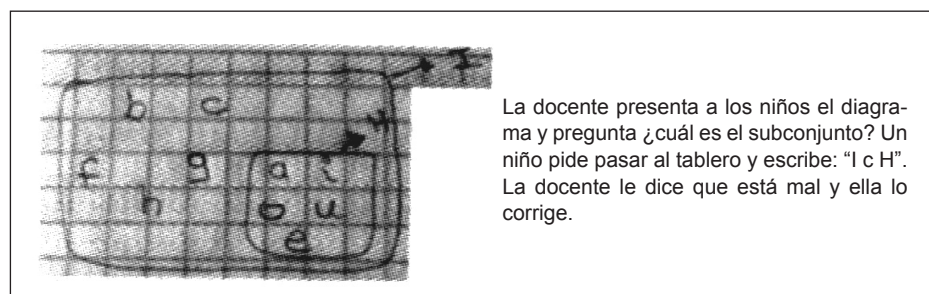 I
b c
H
f g a i
h o u
e
La docente presenta a los niños el diagra-
ma y pregunta ¿cuál es el subconjunto? Un
niño pide pasar al tablero y escribe: “I c H”.
La docente le dice que está mal y ella lo
corrige.